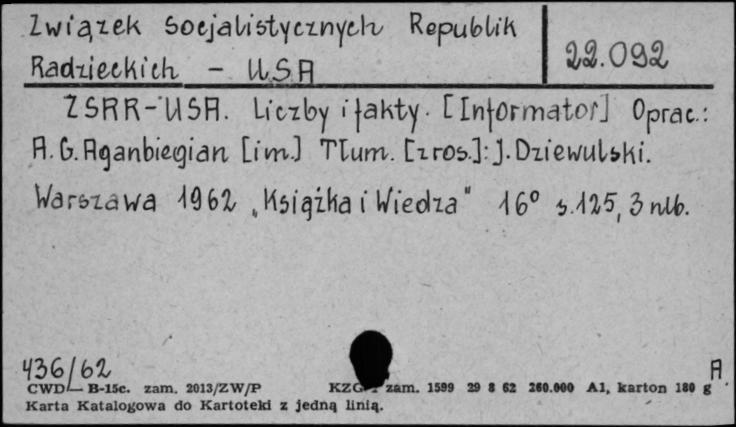 Związek Socjalistycznych Republik
Radzieckich - USA
22.092
ZSRR-USA. Liczby i fakty. [Informator] Oprac.:
A.G.Aganbiegian [im.] Tłum. [z ros.]: J.Dziewulski.
Warszawa 1962 „Książka i Wiedza" 16° s.125, 3 nlb.
436/62
A
CWD B-15c. zam. 2013/ZW/P KZG zam. 1599 29 8 62 260.000 A1, karton 180 g
Karta Katalogowa do Kartoteki z jedną linią.